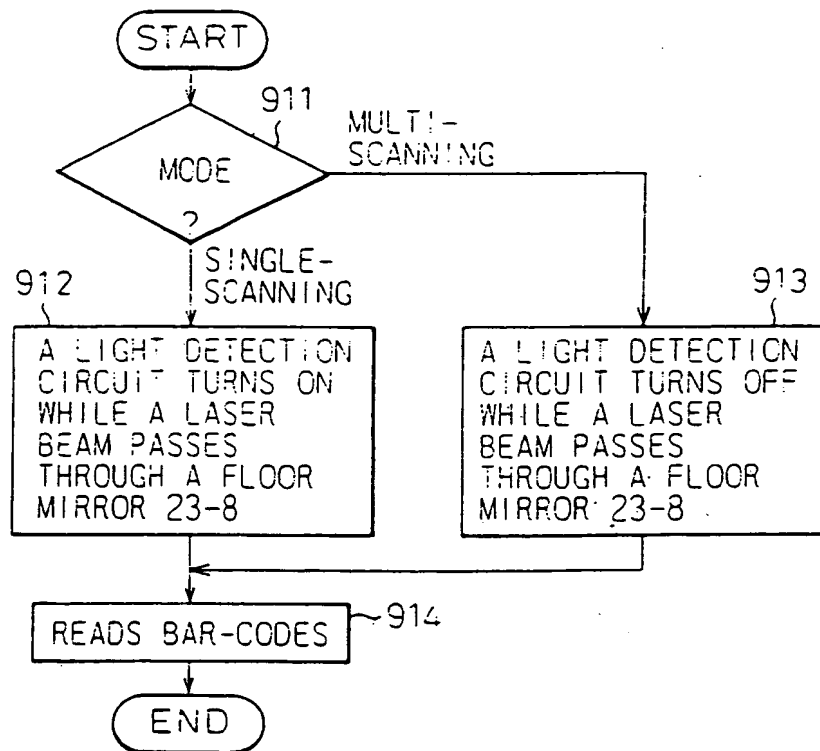 START
911
MULTI-
SCANNING
MODE
?
SINGLE-
SCANNING
912
A LIGHT DETECTION
CIRCUIT TURNS ON
WHILE A LASER
BEAM PASSES
THROUGH A FLOOR
MIRROR 23-8
913
A LIGHT DETECTION
CIRCUIT TURNS OFF
WHILE A LASER
BEAM PASSES
THROUGH A FLOOR
MIRROR 23-8
READS BAR-CODES
914
END